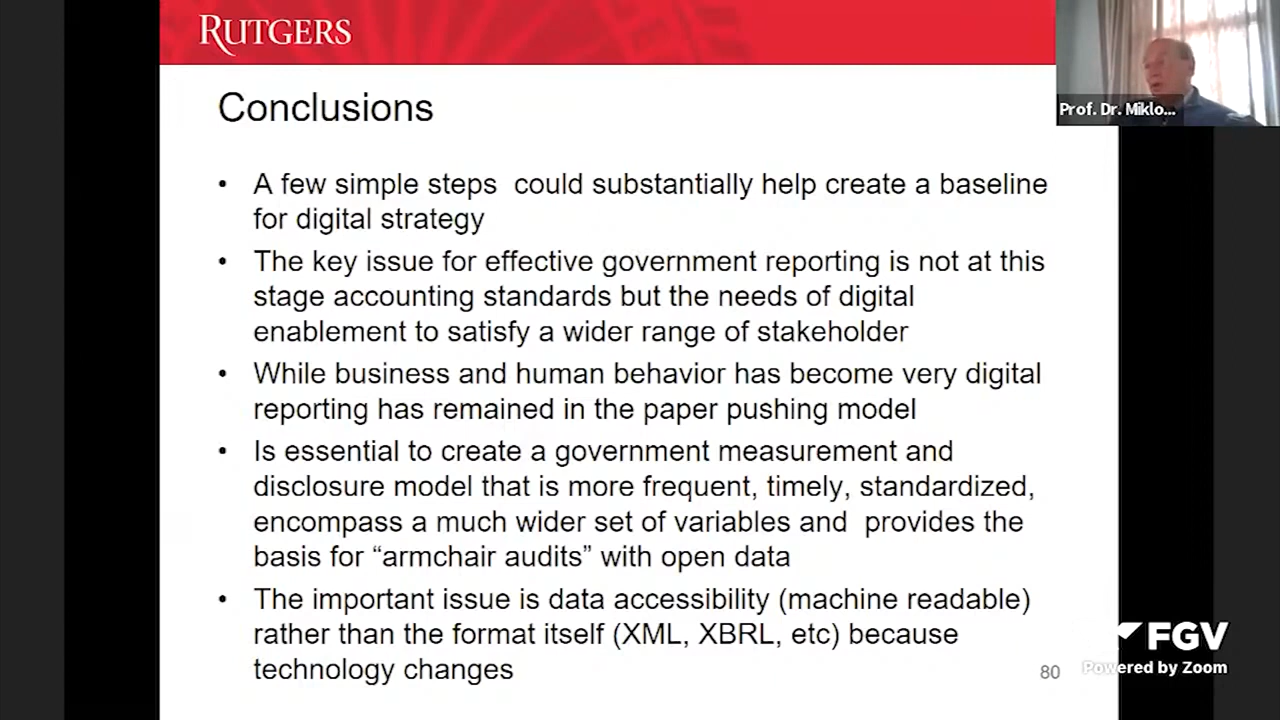 RUTGERS
Prof. Dr. Miklo...
Conclusions
• A few simple steps could substantially help create a baseline
for digital strategy
• The key issue for effective government reporting is not at this
stage accounting standards but the needs of digital
enablement to satisfy a wider range of stakeholder
• While business and human behavior has become very digital
reporting has remained in the paper pushing model
• Is essential to create a government measurement and
disclosure model that is more frequent, timely, standardized,
encompass a much wider set of variables and provides the
basis for “armchair audits” with open data
• The important issue is data accessibility (machine readable)
rather than the format itself (XML, XBRL, etc) because
technology changes
80
FGV
Powered by Zoom